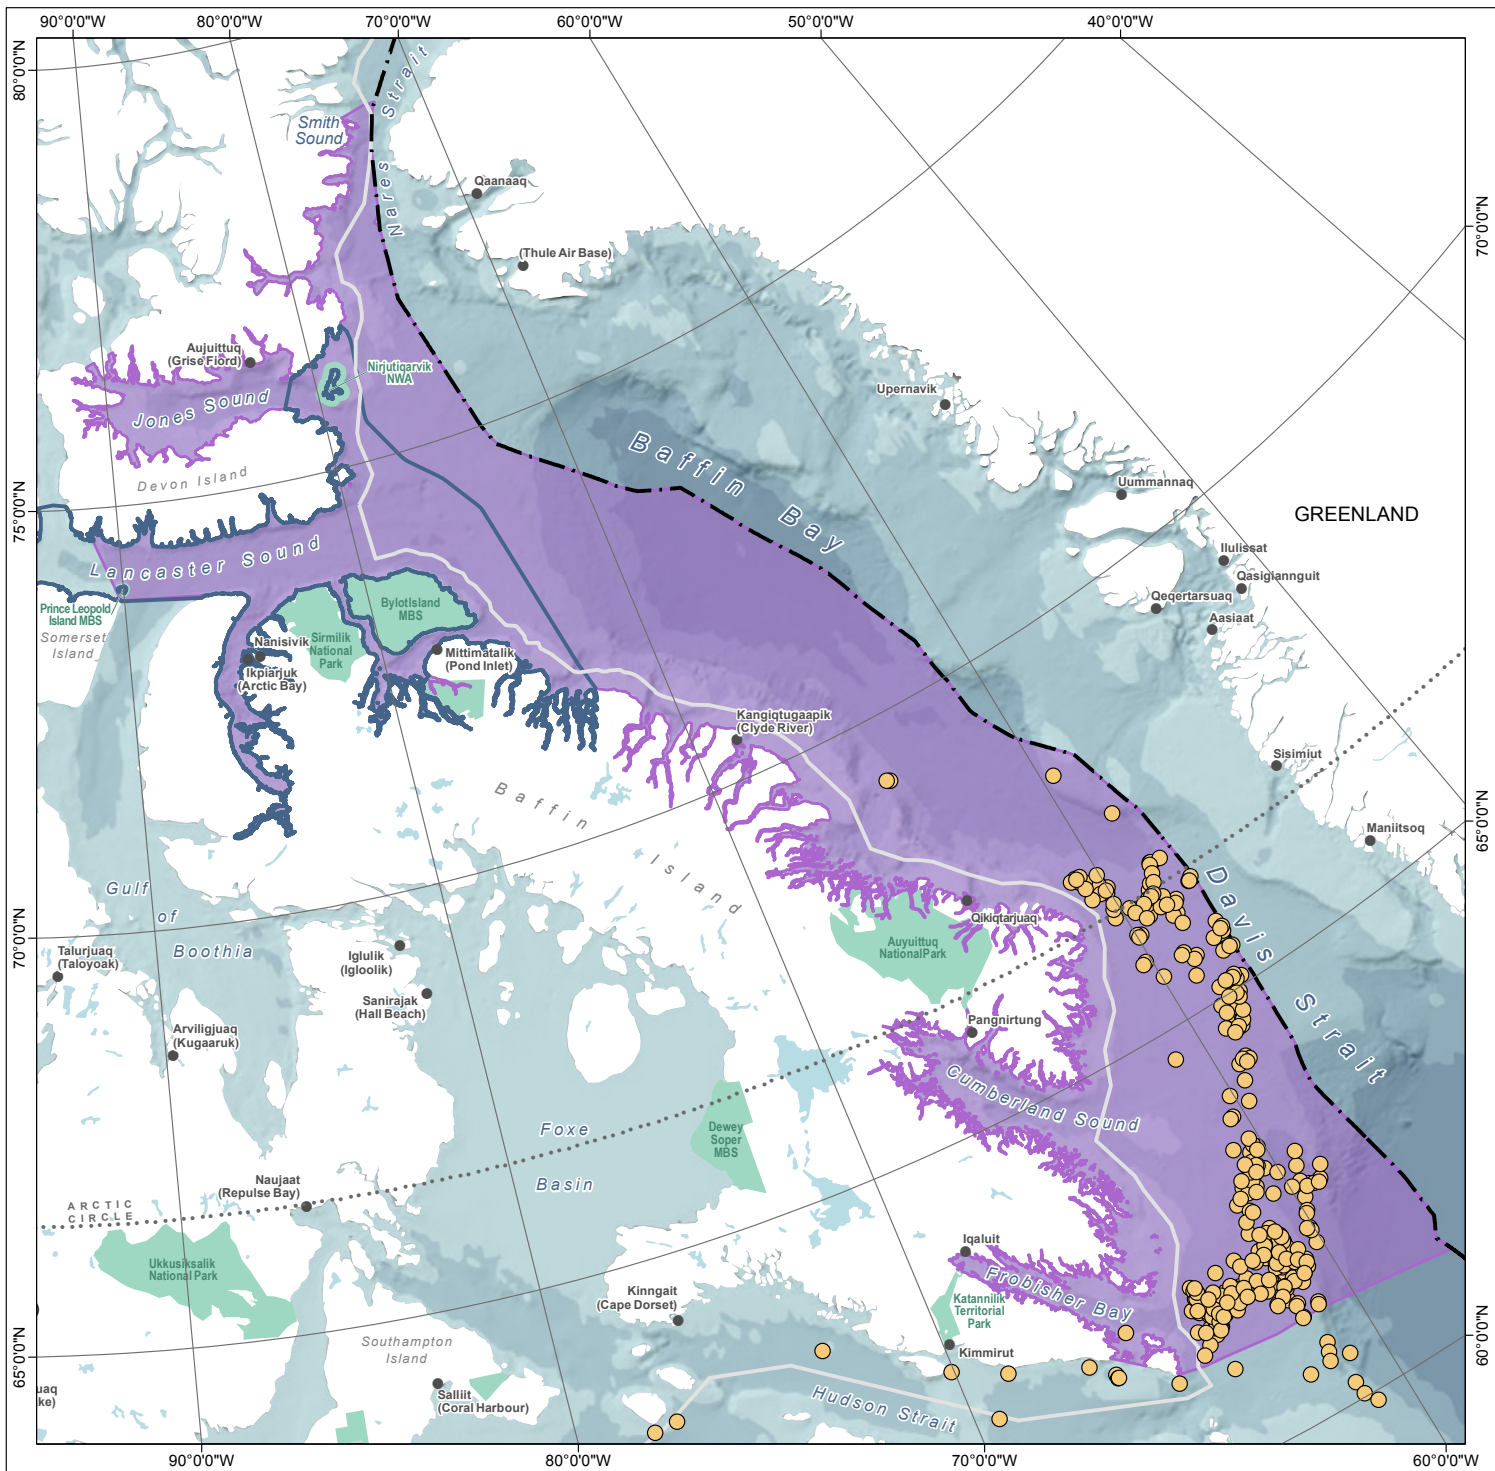 90°0'0"W
80°0'0"W
70°0'0"W
60°0'0"W
50°0'0"W
40°0'0"W
80°0'0"N
75°0'0"N
70°0'0"N
65°0'0"N
70°0'0"N
65°0'0"N
60°0'0"N
90°0'0"W
80°0'0"W
70°0'0"W
60°0'0"W
Smith
Sound
Nares Strait
Qaanaaq
(Thule Air Base)
Aujuittuq
(Grise Fiord)
Nirjutiqarvik
NWA
Jones Sound
Devon Island
Upernavik
Baffin Bay
Uummannaq
GREENLAND
Ilulissat
Qasigiannguit
Qeqertarsuaq
Aasiaat
Lancaster Sound
Prince Leopold
Island MBS
Somerset
Island
BylotIsland
MBS
Sirmilik
National
Park
Nanisivik
Ikpiarjuk
(Arctic Bay)
Mittimatalik
(Pond Inlet)
Kangiqtugaapik
(Clyde River)
Sisimiut
Maniitsoq
Baffin Island
Gulf
of
Boothia
Talurjuaq
(Taloyoak)
Iglulik
(Igloolik)
Sanirajak
(Hall Beach)
Arviligjuaq
(Kugaaruk)
Qikiqtarjuaq
Auyuittuq
NationalPark
Pangnirtung
Davis Strait
Cumberland Sound
Foxe
Basin
Dewey
Soper
MBS
Naujaat
(Repulse Bay)
ARCTIC
CIRCLE
Ukkusiksalik
National Park
Iqaluit
Frobisher Bay
Katannilik
Territorial
Park
Kinngait
(Cape Dorset)
Kimmirut
Southampton
Island
Salliit
(Coral Harbour)
Hudson Strait
uaq
ke)